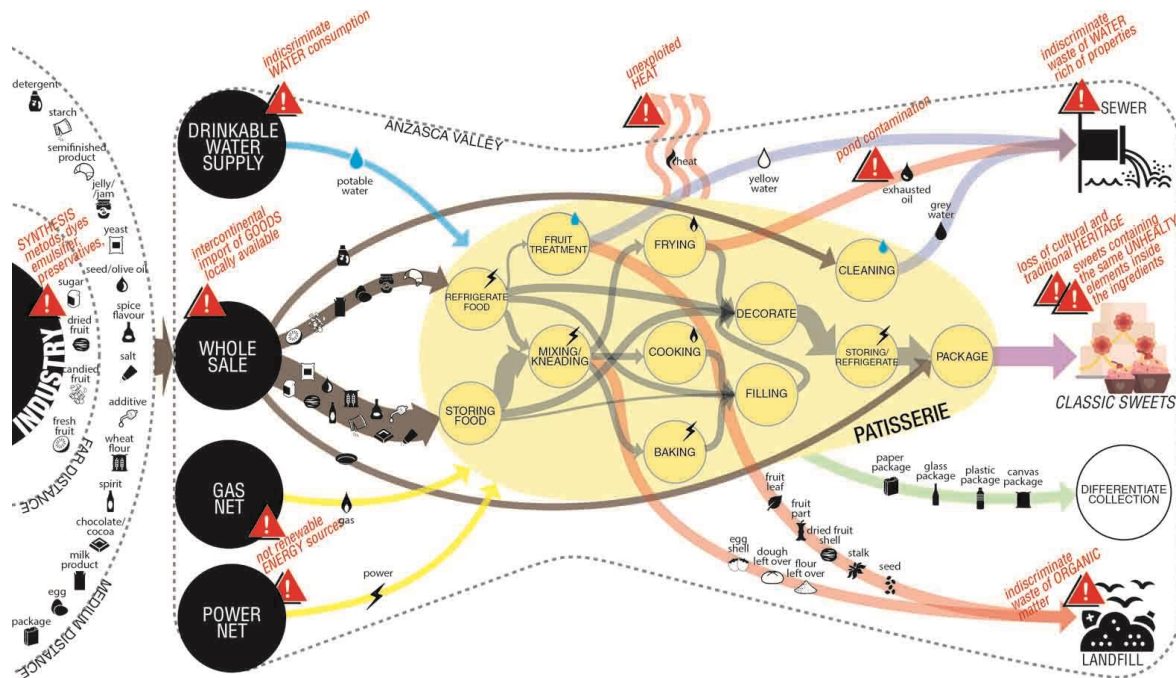 detergent
starch
semifinished
product
jelly/
jam
yeast
seed/olive oil
spice
flavour
salt
additive
wheat
flour
spirit
chocolate/
cocoa
milk
product
egg
package
MEDIUM DISTANCE
SYNTHESIS
metods, dyes
emulsifier,
preservatives,
sugar
dried
fruit
candied
fruit
fresh
fruit
INDUSTRY
FAR DISTANCE
indicsriminate
WATER consumption
DRINKABLE
WATER
SUPPLY
ANZASCA VALLEY
potable
water
intercontinental
import of GOODS
locally available
WHOLE
SALE
GAS
NET
gas
not renewable
ENERGY sources
POWER
NET
power
unexploited
HEAT
heat
yellow
water
pond contamination
exhausted
oil
grey
water
indiscriminate
waste of WATER
rich of properties
SEWER
FRUIT
TREATMENT
FRYING
CLEANING
REFRIGERATE
FOOD
DECORATE
MIXING/
KNEADING
COOKING
STORING/
REFRIGERATE
PACKAGE
STORING
FOOD
FILLING
BAKING
PATISSERIE
loss of cultural and
traditional HERITAGE
sweets containing
the same UNHEALTY
elements inside
the ingredients
CLASSIC SWEETS
paper
package
glass
package
plastic
package
canvas
package
DIFFERENTIATE
COLLECTION
fruit
leaf
fruit
part
dried fruit
shell
stalk
seed
egg
shell
dough
left over
flour
left over
indiscriminate
waste of ORGANIC
matter
LANDFILL